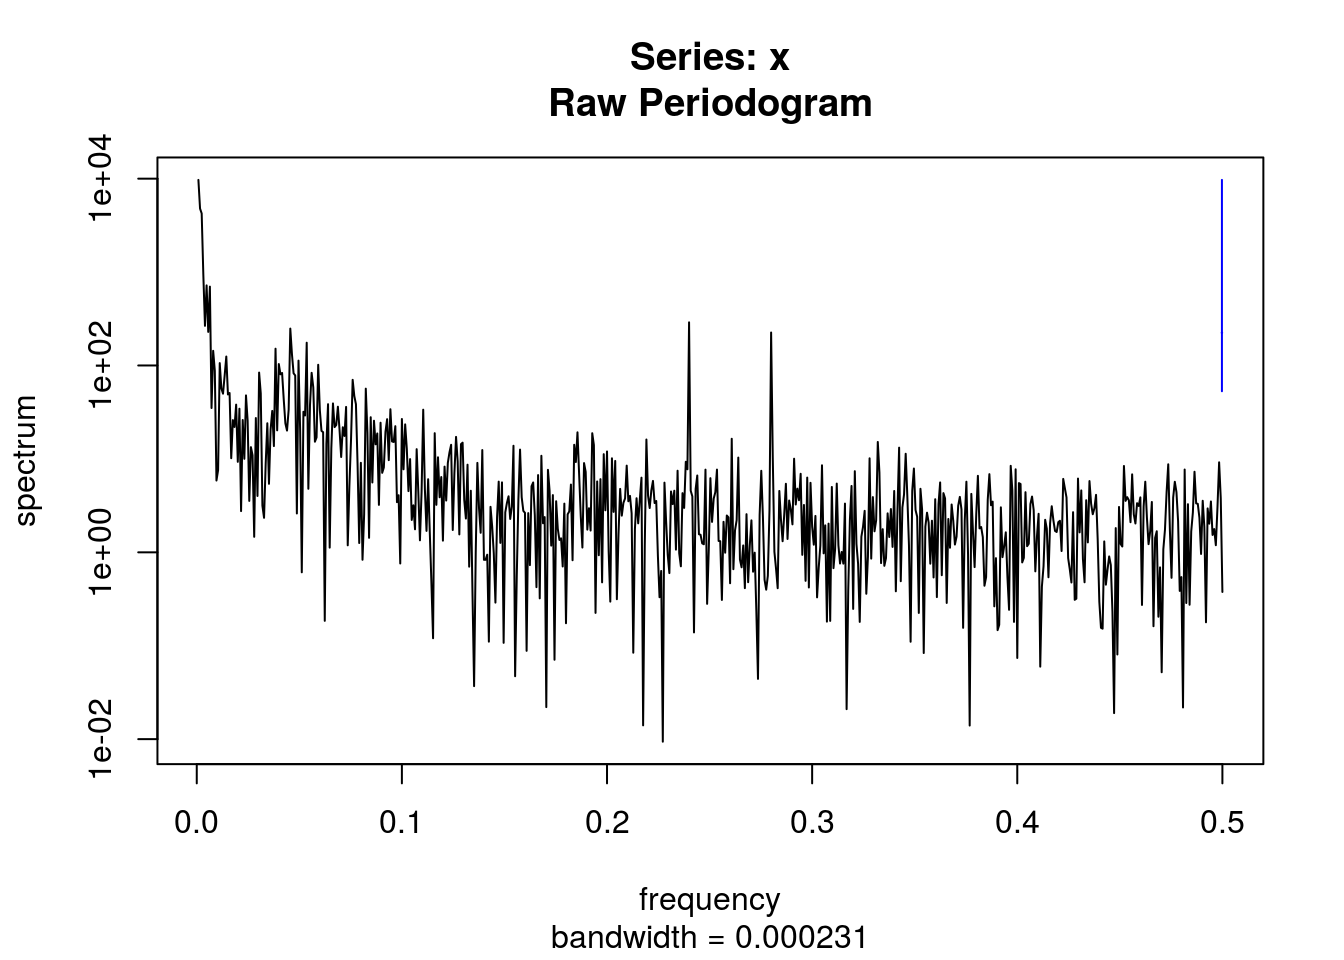 Series: x
Raw Periodogram
1e+04
1e+02
1e+00
1e-02
spectrum
0.0 0.1 0.2 0.3 0.4 0.5
frequency
bandwidth = 0.000231